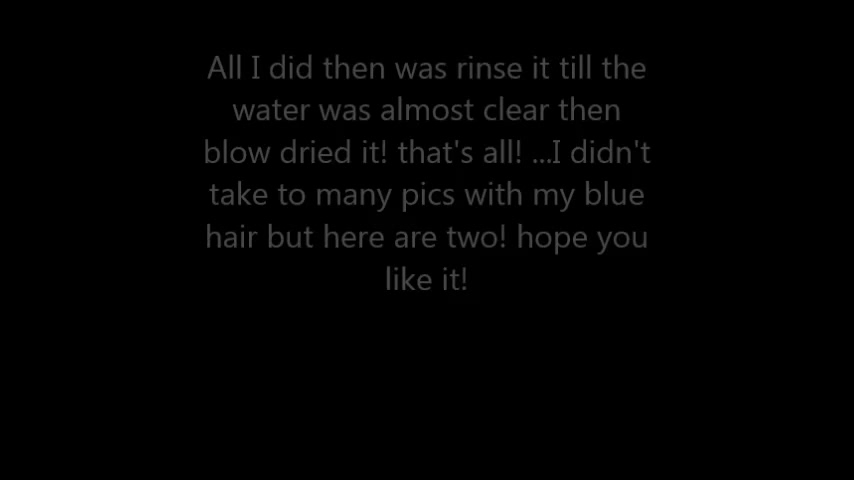 All I did then was rinse it till the
water was almost clear then
blow dried it! that's all! ...I didn't
take to many pics with my blue
hair but here are two! hope you
like it!